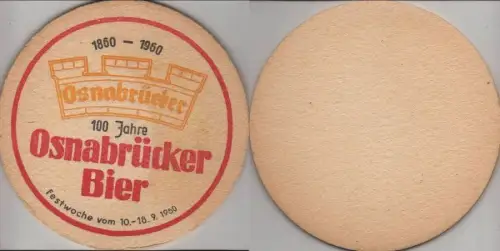 1860 - 1960
Osnabrücker
100 Jahre
Osnabrücker
Bier
Festwoche vom 10.-18.9.1960